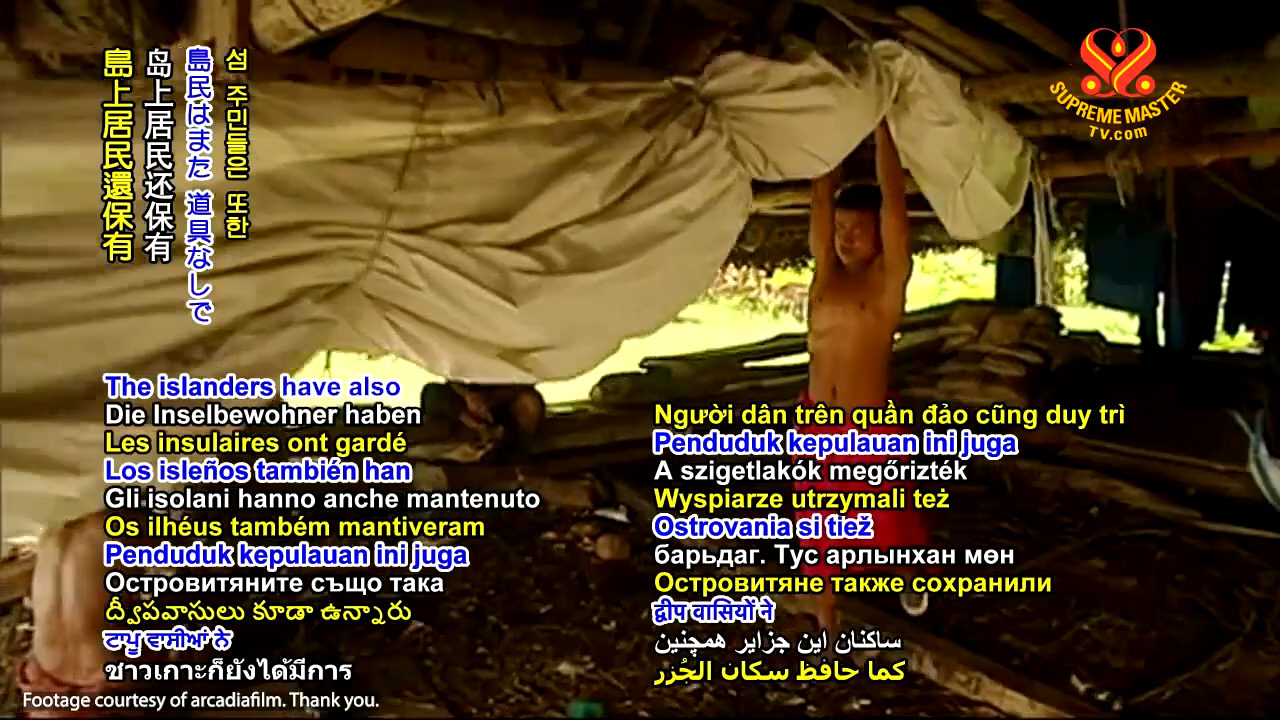 島上居民還保有
岛上居民还保有
島民はまた 道具なしで
섬 주민들은 또한
SUPREME MASTER
TV.com
The islanders have also
Die Inselbewohner haben
Les insulaires ont gardé
Los isleños también han
Gli isolani hanno anche mantenuto
Os ilhéus também mantiveram
Penduduk kepulauan ini juga
Островитяните също така
ద్వీపవాసులు కూడా ఉన్నారు
ਟਾਪੂ ਵਾਸੀਆਂ ਨੇ
ชาวเกาะก็ยังได้มีการ
Người dân trên quần đảo cũng duy trì
Penduduk kepulauan ini juga
A szigetlakók megőrizték
Wyspiarze utrzymali też
Ostrovania si tiež
барьдаг. Тус арлынхан мөн
Островитяне также сохранили
द्वीप वासियों ने
ساکنان این جزایر همچنین
كما حافظ سكان الجُزر
Footage courtesy of arcadiafilm. Thank you.